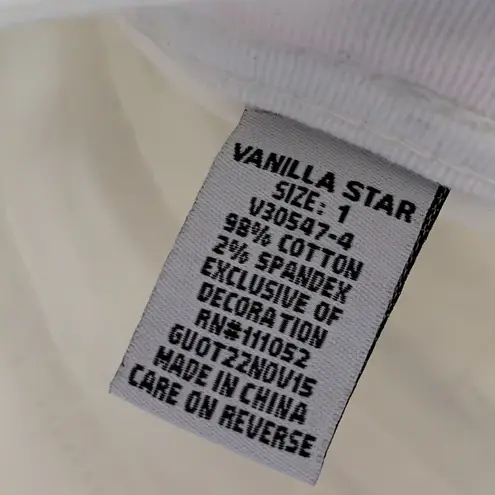 VANILLA STAR
SIZE: 1
V30547-4
98% COTTON
2% SPANDEX
EXCLUSIVE OF
DECORATION
RN#111052
GUOT22NOV15
MADE IN CHINA
CARE ON REVERSE